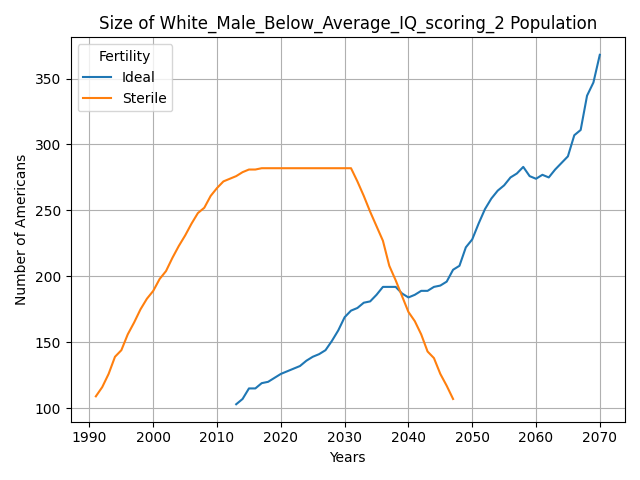 Size of White_Male_Below_Average_IQ_scoring_2 Population
Fertility
Ideal
Sterile
Number of Americans
350
300
250
200
150
100
1990 2000 2010 2020 2030 2040 2050 2060 2070
Years